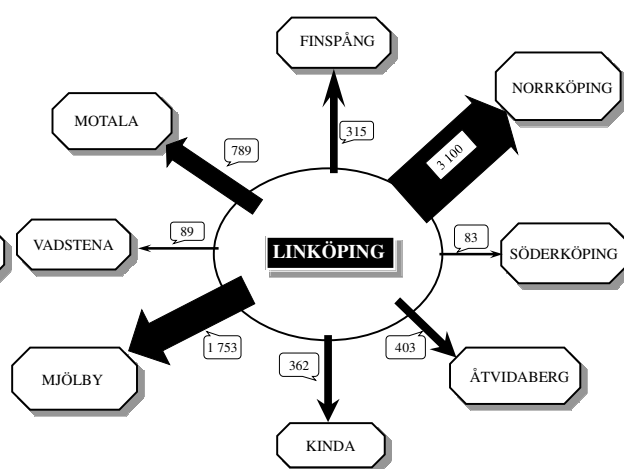 FINSPÅNG
NORRKÖPING
MOTALA
315
789
3 100
89
83
VADSTENA
LINKÖPING
SÖDERKÖPING
1 753
362
403
MJÖLBY
ÅTVIDABERG
KINDA